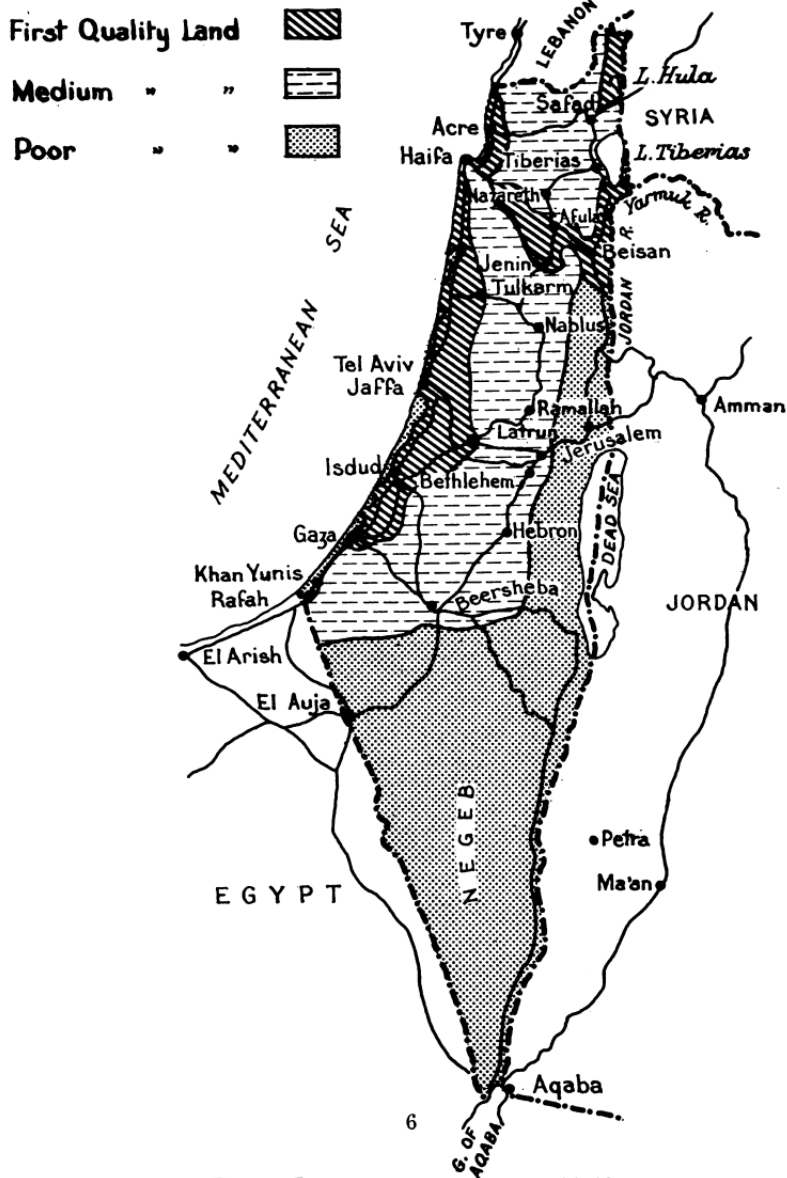 First Quality Land
Medium " "
Poor " "
Tyre
LEBANON
L. Hula
Safad
SYRIA
Acre
Haifa
Tiberias
L. Tiberias
Nazareth
Yarmuk R.
Afula
Beisan
Jenin
Tulkarm
JORDAN R.
Nablus
MEDITERRANEAN SEA
Tel Aviv
Jaffa
Ramallah
Amman
Latrun
Jerusalem
Isdud
Bethlehem
DEAD SEA
Gaza
Hebron
Khan Yunis
Rafah
Beersheba
JORDAN
El Arish
El Auja
NEGEB
Petra
Ma'an
EGYPT
Aqaba
6
G. OF
AQABA